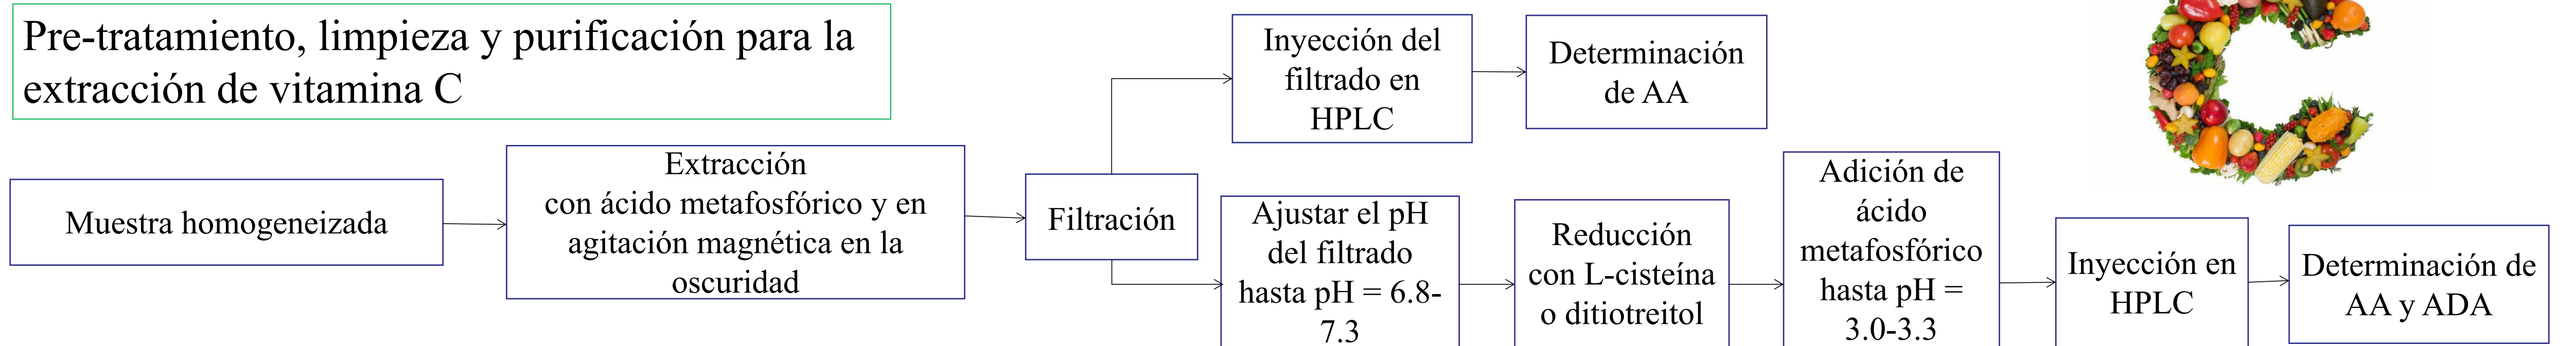 Pre-tratamiento, limpieza y purificación para la
extracción de vitamina C
Muestra homogeneizada
Extracción
con ácido metafosfórico y en
agitación magnética en la
oscuridad
Filtración
Inyección del
filtrado en
HPLC
Determinación
de AA
Ajustar el pH
del filtrado
hasta pH = 6.8-
7.3
Reducción
con L-cisteína
o ditiotreitol
Adición de
ácido
metafosfórico
hasta pH =
3.0-3.3
Inyección en
HPLC
Determinación de
AA y ADA